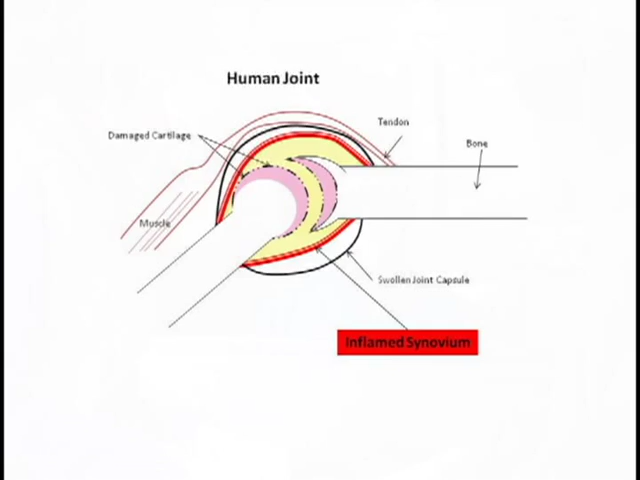 Human Joint
Tendon
Damaged Cartilage
Bone
Muscle
Swollen Joint Capsule
Inflamed Synovium